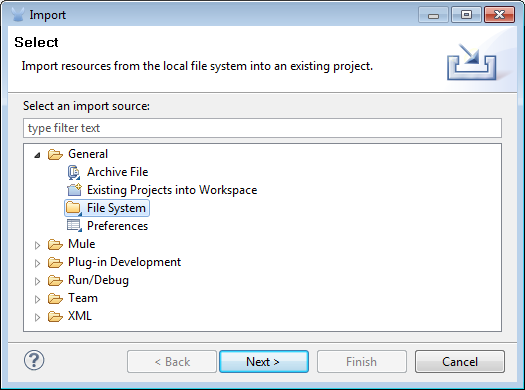 Import
Select
Import resources from the local file system into an existing project.
Select an import source:
type filter text
General
Archive File
Existing Projects into Workspace
File System
Preferences
Mule
Plug-in Development
Run/Debug
Team
XML
? < Back Next > Finish Cancel